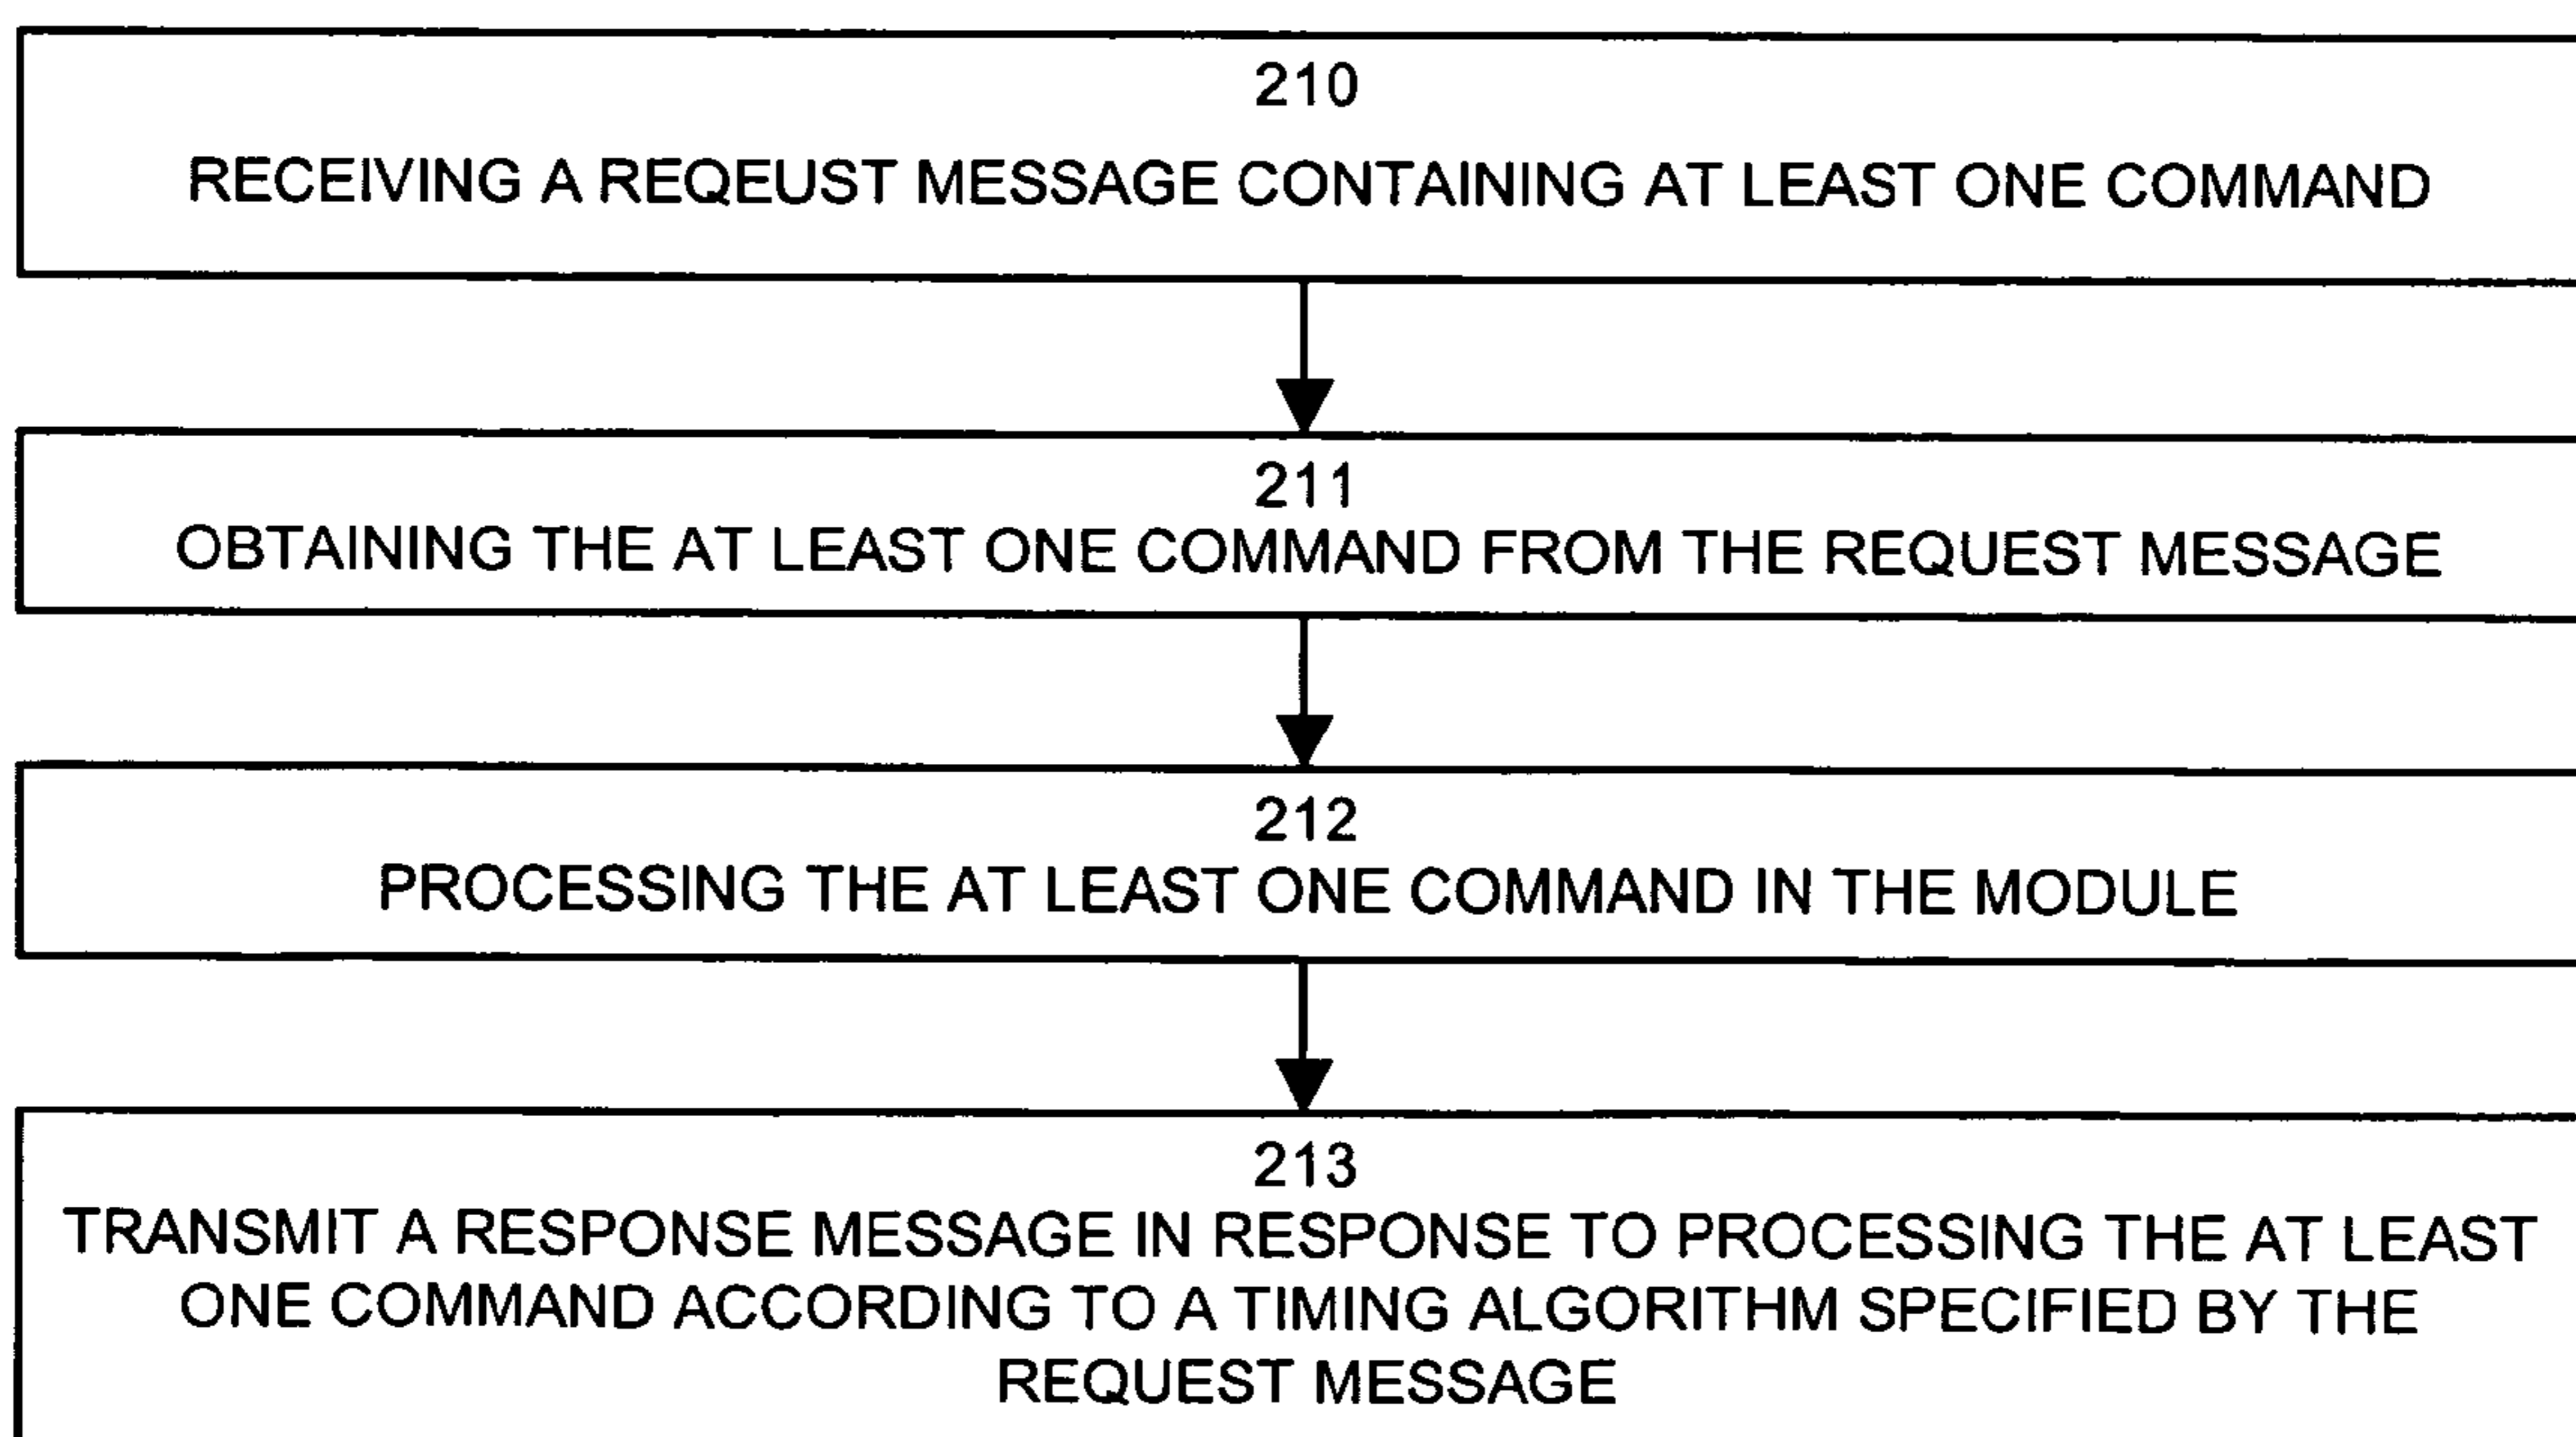 210
RECEIVING A REQEUST MESSAGE CONTAINING AT LEAST ONE COMMAND
211
OBTAINING THE AT LEAST ONE COMMAND FROM THE REQUEST MESSAGE
212
PROCESSING THE AT LEAST ONE COMMAND IN THE MODULE
213
TRANSMIT A RESPONSE MESSAGE IN RESPONSE TO PROCESSING THE AT LEAST
ONE COMMAND ACCORDING TO A TIMING ALGORITHM SPECIFIED BY THE
REQUEST MESSAGE